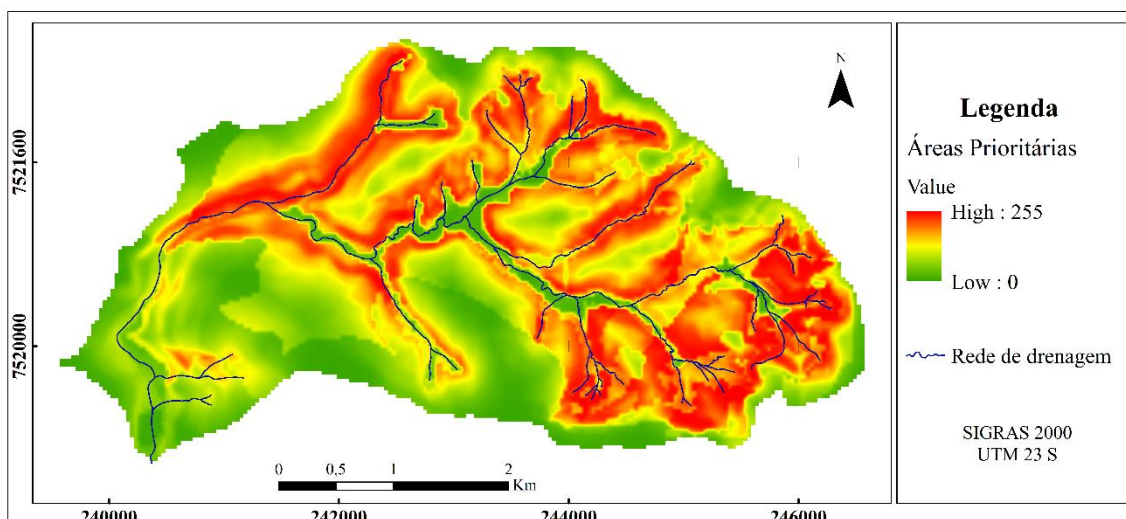 N
7521600
7520000
0 0,5 1 2
Km
240000 242000 244000 246000
Legenda
Áreas Prioritárias
Value
High : 255
Low : 0
Rede de drenagem
SIGRAS 2000
UTM 23 S